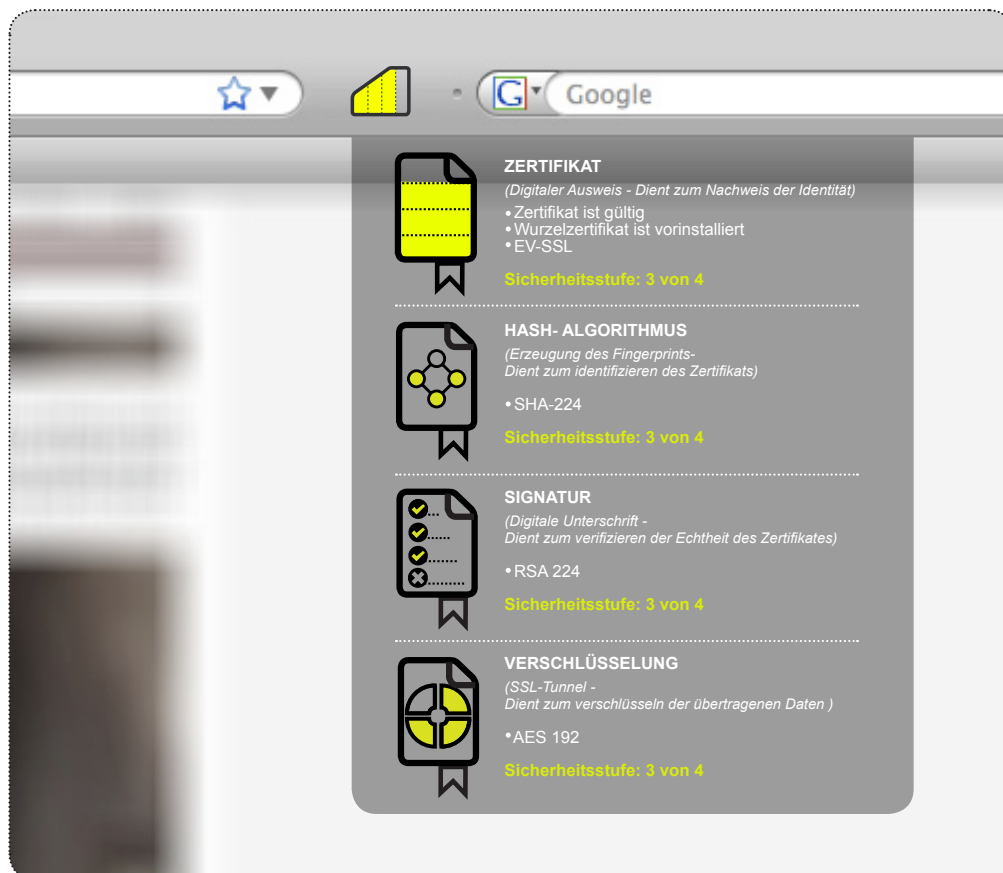 G Google
ZERTIFIKAT
(Digitaler Ausweis - Dient zum Nachweis der Identität)
•Zertifikat ist gültig
•Wurzelzertifikat ist vorinstalliert
•EV-SSL
Sicherheitsstufe: 3 von 4
HASH- ALGORITHMUS
(Erzeugung des Fingerprints-
Dient zum identifizieren des Zertifikats)
•SHA-224
Sicherheitsstufe: 3 von 4
SIGNATUR
(Digitale Unterschrift -
Dient zum verifizieren der Echtheit des Zertifikates)
•RSA 224
Sicherheitsstufe: 3 von 4
VERSCHLÜSSELUNG
(SSL-Tunnel -
Dient zum verschlüsseln der übertragenen Daten )
•AES 192
Sicherheitsstufe: 3 von 4